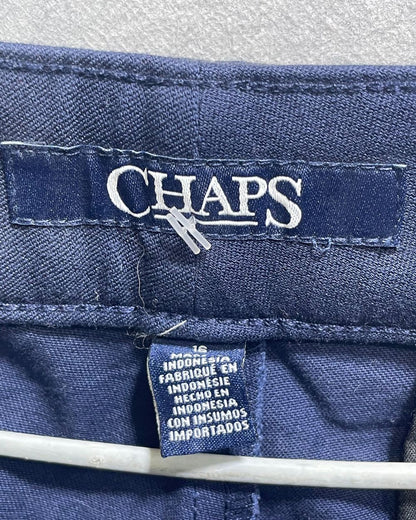 CHAPS
16
MADE IN
INDONESIA
FABRIQUÉ EN
INDONÉSIE
HECHO EN
INDONESIA
CON INSUMOS
IMPORTADOS